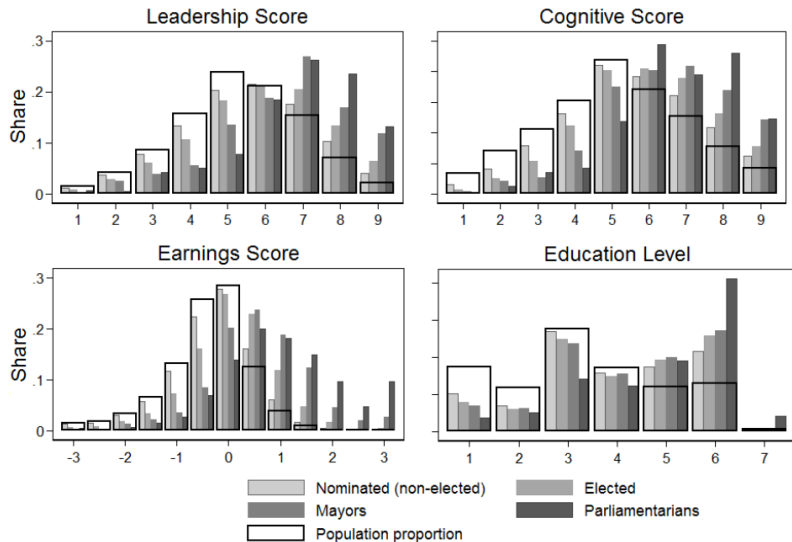 Leadership Score
Cognitive Score
Share
.3
.2
.1
0
1 2 3 4 5 6 7 8 9
1 2 3 4 5 6 7 8 9
Earnings Score
Education Level
Share
.3
.2
.1
0
-3 -2 -1 0 1 2 3
1 2 3 4 5 6 7
Nominated (non-elected)
Elected
Mayors
Parliamentarians
Population proportion